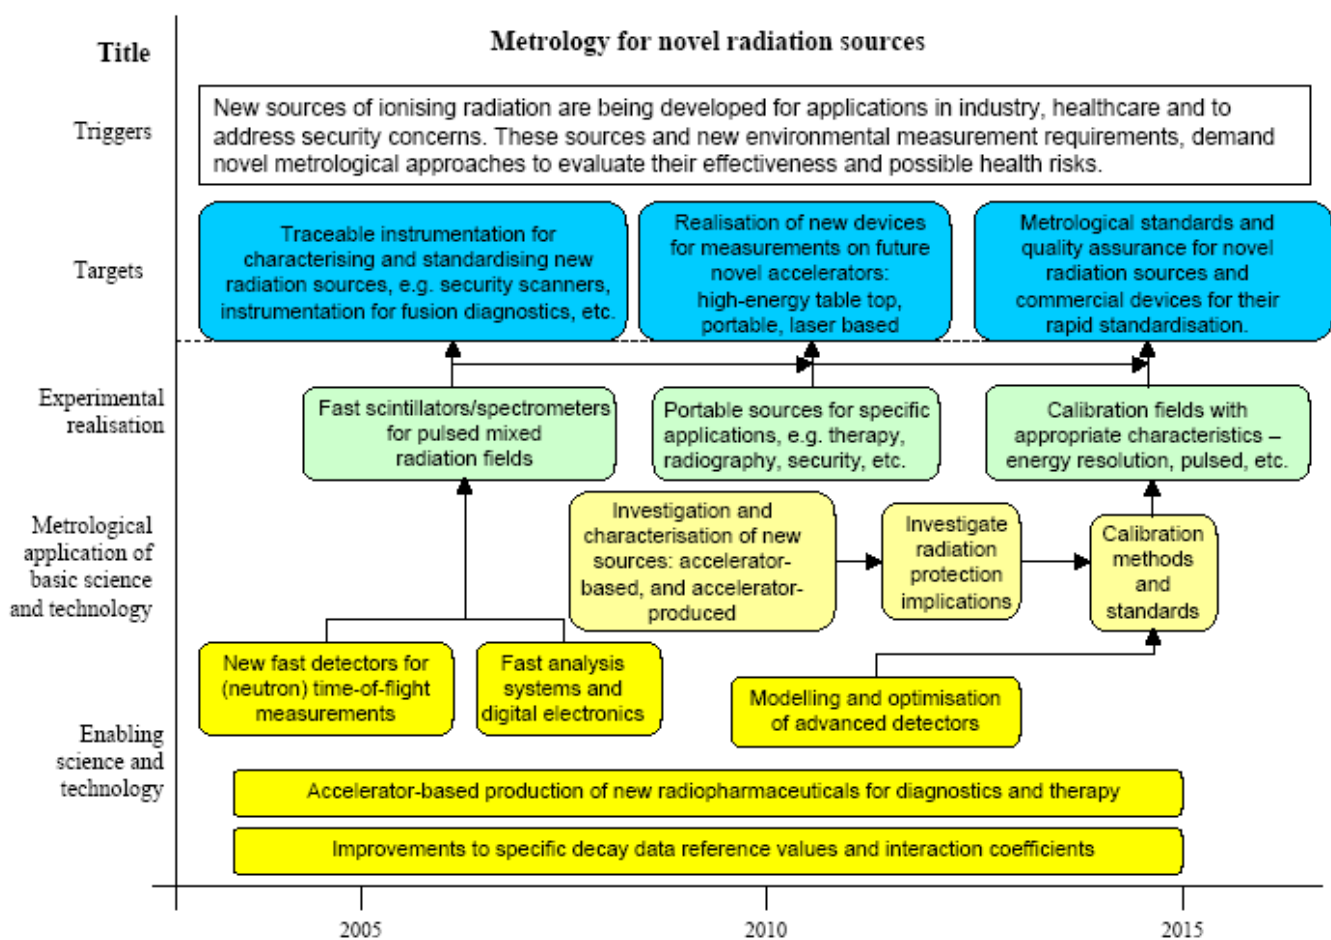 Title
Metrology for novel radiation sources
Triggers
New sources of ionising radiation are being developed for applications in industry, healthcare and to
address security concerns. These sources and new environmental measurement requirements, demand
novel metrological approaches to evaluate their effectiveness and possible health risks.
Targets
Traceable instrumentation for
characterising and standardising new
radiation sources, e.g. security scanners,
instrumentation for fusion diagnostics, etc.
Realisation of new devices
for measurements on future
novel accelerators:
high-energy table top,
portable, laser based
Metrological standards and
quality assurance for novel
radiation sources and
commercial devices for their
rapid standardisation.
Experimental
realisation
Fast scintillators/spectrometers
for pulsed mixed
radiation fields
Portable sources for specific
applications, e.g. therapy,
radiography, security, etc.
Calibration fields with
appropriate characteristics –
energy resolution, pulsed, etc.
Metrological
application of
basic science
and technology
Investigation and
characterisation of new
sources: accelerator-
based, and accelerator-
produced
Investigate
radiation
protection
implications
Calibration
methods
and
standards
Enabling
science and
technology
New fast detectors for
(neutron) time-of-flight
measurements
Fast analysis
systems and
digital electronics
Modelling and optimisation
of advanced detectors
Accelerator-based production of new radiopharmaceuticals for diagnostics and therapy
Improvements to specific decay data reference values and interaction coefficients
2005
2010
2015